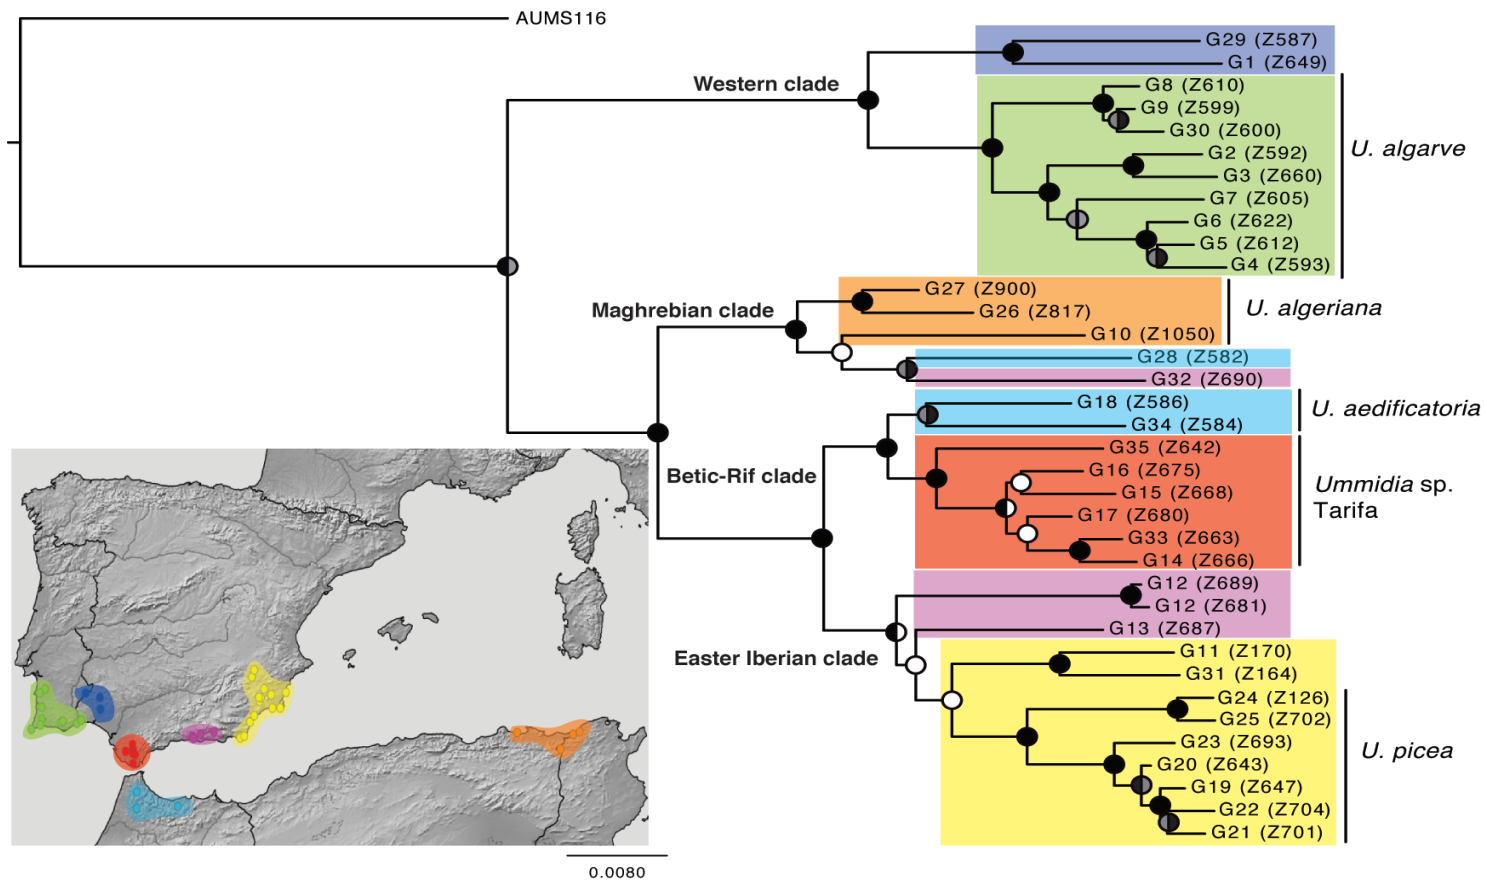 AUMS116
G29 (Z587)
G1 (Z649)
Western clade
G8 (Z610)
G9 (Z599)
G30 (Z600)
U. algarve
G2 (Z592)
G3 (Z660)
G7 (Z605)
G6 (Z622)
G5 (Z612)
G4 (Z593)
G27 (Z900)
Maghrebian clade
U. algeriana
G26 (Z817)
G10 (Z1050)
G28 (Z582)
G32 (Z690)
G18 (Z586)
U. aedificatoria
G34 (Z584)
G35 (Z642)
Betic-Rif clade
G16 (Z675)
Ummidia sp.
Tarifa
G15 (Z668)
G17 (Z680)
G33 (Z663)
G14 (Z666)
G12 (Z689)
G12 (Z681)
G13 (Z687)
Easter Iberian clade
G11 (Z170)
G31 (Z164)
G24 (Z126)
G25 (Z702)
G23 (Z693)
U. picea
G20 (Z643)
G19 (Z647)
G22 (Z704)
G21 (Z701)
0.0080